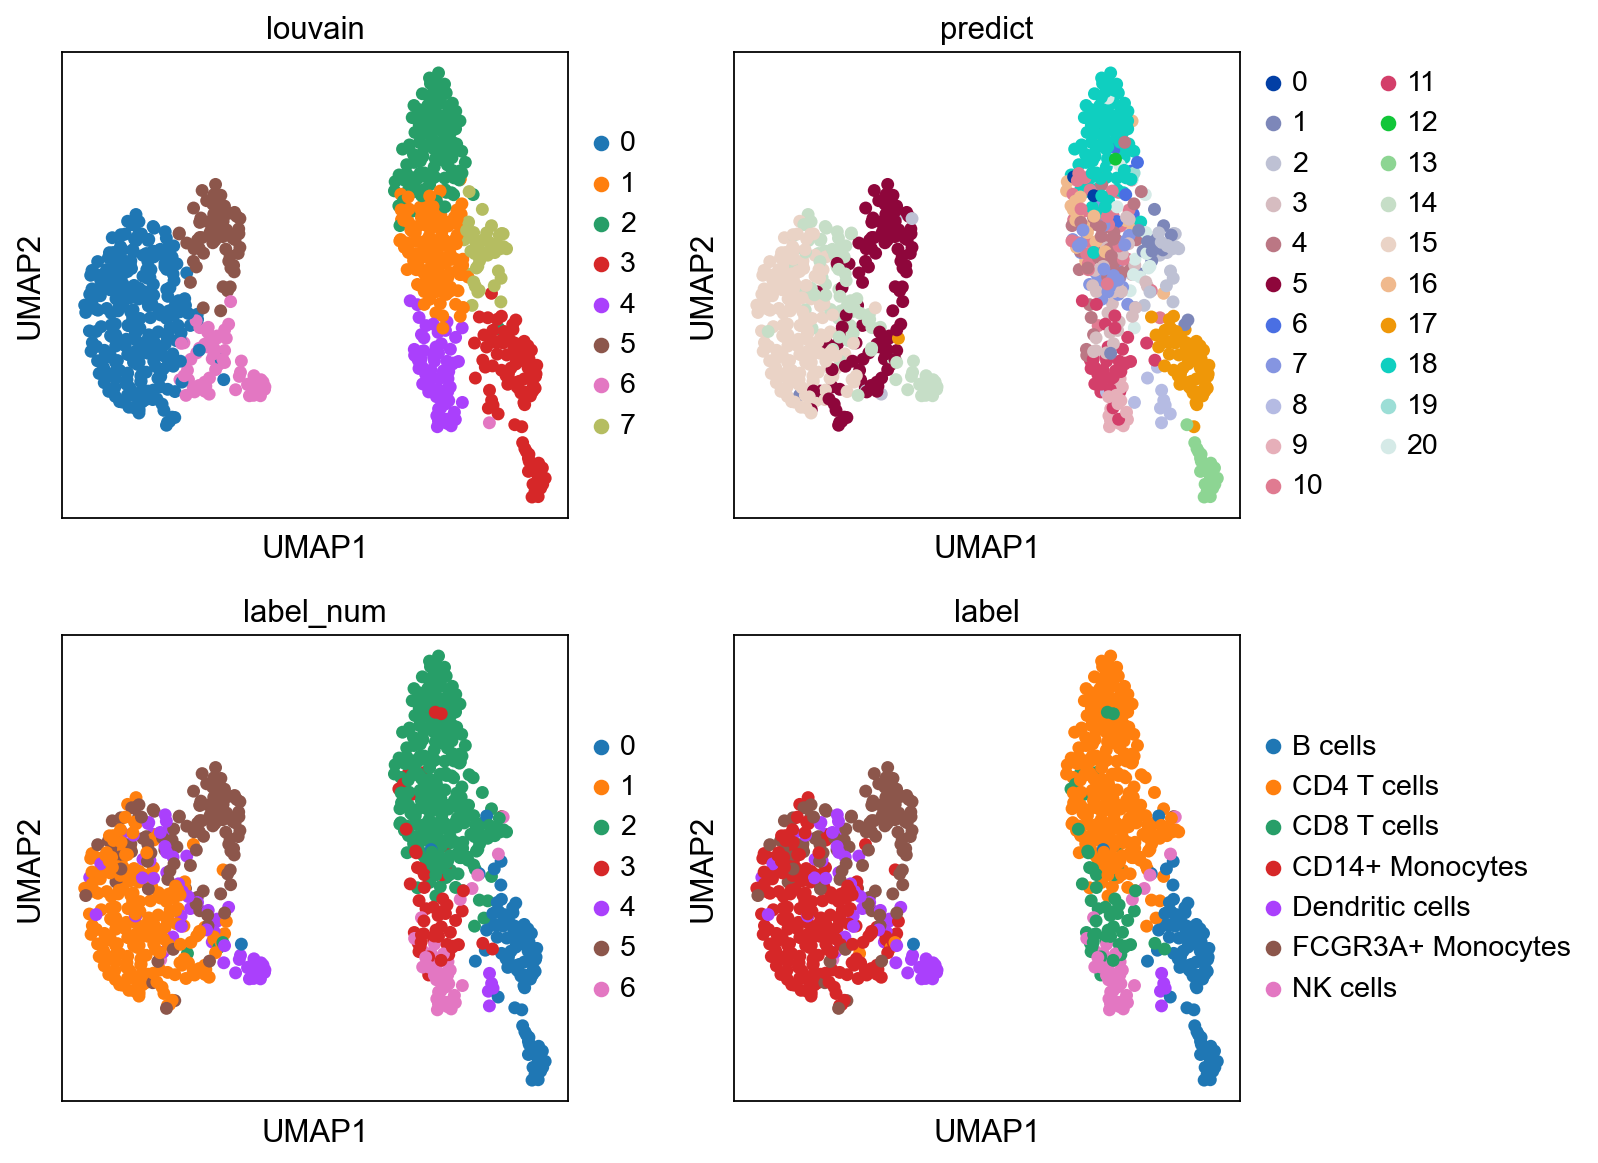 louvain
UMAP2
UMAP1
0
1
2
3
4
5
6
7
predict
UMAP2
UMAP1
0
1
2
3
4
5
6
7
8
9
10
11
12
13
14
15
16
17
18
19
20
label_num
UMAP2
UMAP1
0
1
2
3
4
5
6
label
UMAP2
UMAP1
B cells
CD4 T cells
CD8 T cells
CD14+ Monocytes
Dendritic cells
FCGR3A+ Monocytes
NK cells